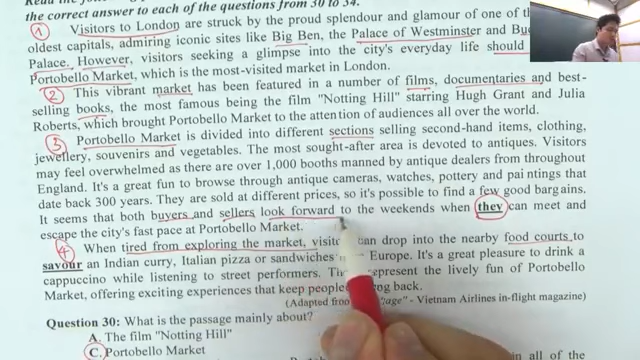 the correct answer to each of the questions from 30 to 34.
1 Visitors to London are struck by the proud splendour and glamour of one of
oldest capitals, admiring iconic sites like Big Ben, the Palace of Westminster and
Palace. However, visitors seeking a glimpse into the city's everyday life should
Portobello Market, which is the most-visited market in London.
2 This vibrant market has been featured in a number of films, documentaries and best-
selling books, the most famous being the film "Notting Hill" starring Hugh Grant and Julia
Roberts, which brought Portobello Market to the attention of audiences all over the world.
3 Portobello Market is divided into different sections selling second-hand items, clothing,
jewellery, souvenirs and vegetables. The most sought-after area is devoted to antiques. Visitors
may feel overwhelmed as there are over 1,000 booths manned by antique dealers from throughout
England. It's great fun to browse through antique cameras, watches, pottery and paintings that
date back 300 years. They are sold at different prices, so it's possible to find a few good bargains.
It seems that both buyers and sellers look forward to the weekends when they can meet and
escape the city's fast pace at Portobello Market.
4 When tired from exploring the market, can drop into the nearby food courts to
savour an Indian curry, Italian pizza or sandwiches Europe. It's a great pleasure to drink a
cappuccino while listening to street performers. represent the lively fun of Portobello
Market, offering exciting experiences that keep back.
(Adapted - Vietnam Airlines in-flight magazine)
Question 30: What is the passage mainly about?
A. The film "Notting Hill"
C. Portobello Market
in all of the